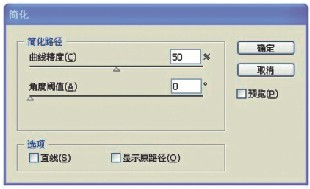 简化
简化路径
曲线精度(C) 50 %
确定
取消
角度阈值(A) 0 °
预览(P)
选项
直线(S) 显示原路径(O)